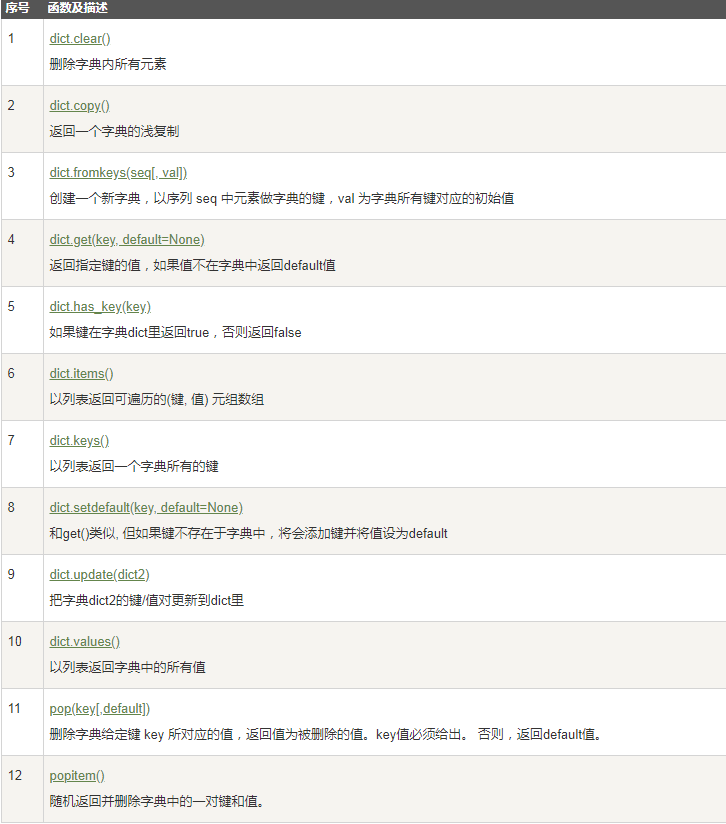 序号 函数及描述
1 dict.clear()
删除字典内所有元素
2 dict.copy()
返回一个字典的浅复制
3 dict.fromkeys(seq[, val])
创建一个新字典，以序列 seq 中元素做字典的键，val 为字典所有键对应的初始值
4 dict.get(key, default=None)
返回指定键的值，如果值不在字典中返回default值
5 dict.has_key(key)
如果键在字典dict里返回true，否则返回false
6 dict.items()
以列表返回可遍历的(键, 值) 元组数组
7 dict.keys()
以列表返回一个字典所有的键
8 dict.setdefault(key, default=None)
和get()类似, 但如果键不存在于字典中，将会添加键并将值设为default
9 dict.update(dict2)
把字典dict2的键/值对更新到dict里
10 dict.values()
以列表返回字典中的所有值
11 pop(key[,default])
删除字典给定键 key 所对应的值，返回值为被删除的值。key值必须给出。 否则，返回default值。
12 popitem()
随机返回并删除字典中的一对键和值。